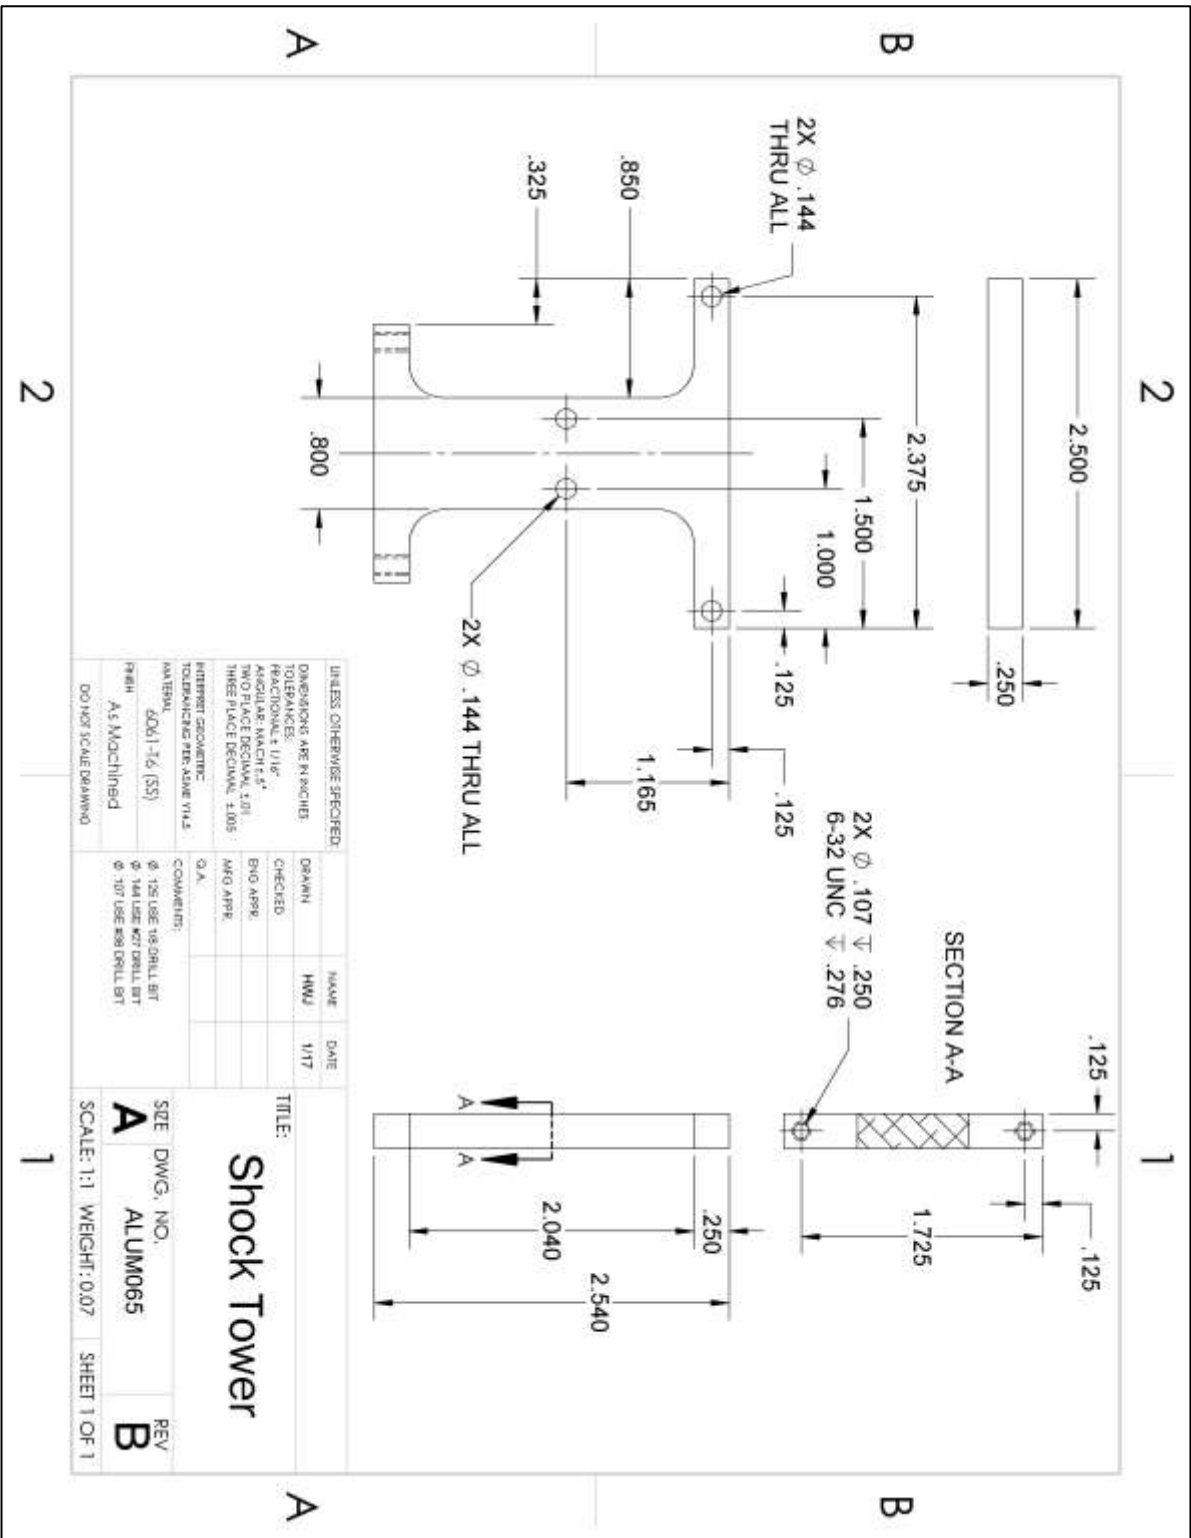 2
1
B
B
A
A
2
1
2.500
.250
2.375
1.500
1.000
.125
.125
1.165
2X ⌀ .144
THRU ALL
.850
.325
.800
2X ⌀ .144 THRU ALL
SECTION A-A
.125
.125
1.725
2X ⌀ .107 ↧ .250
6-32 UNC ↧ .276
A
A
.250
2.040
2.540
UNLESS OTHERWISE SPECIFIED:
DIMENSIONS ARE IN INCHES
TOLERANCES:
FRACTIONAL ± 1/16"
ANGULAR: MACH ±.5°
TWO PLACE DECIMAL ±.01
THREE PLACE DECIMAL ±.005
INTERPRET GEOMETRIC
TOLERANCING PER: ASME Y14.5
MATERIAL
6061-T6 (SS)
FINISH
As Machined
DO NOT SCALE DRAWING
NAME
DATE
DRAWN
HWJ
1/17
CHECKED
ENG APPR.
MFG APPR.
Q.A.
COMMENTS:
⌀ .125 USE 1/8 DRILL BIT
⌀ .144 USE #27 DRILL BIT
⌀ .107 USE #36 DRILL BIT
TITLE:
Shock Tower
SIZE
A
DWG. NO.
ALUM065
REV
B
SCALE: 1:1
WEIGHT: 0.07
SHEET 1 OF 1